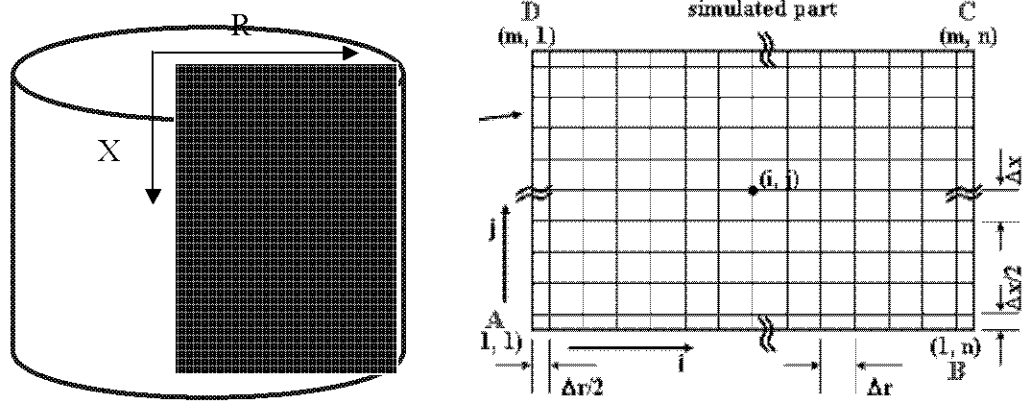 R
X
D
simulated part
C
(m, 1)
(m, n)
(i, j)
Δx
j
Δx/2
A
1, 1)
i
(1, n)
B
Δr/2
Δr